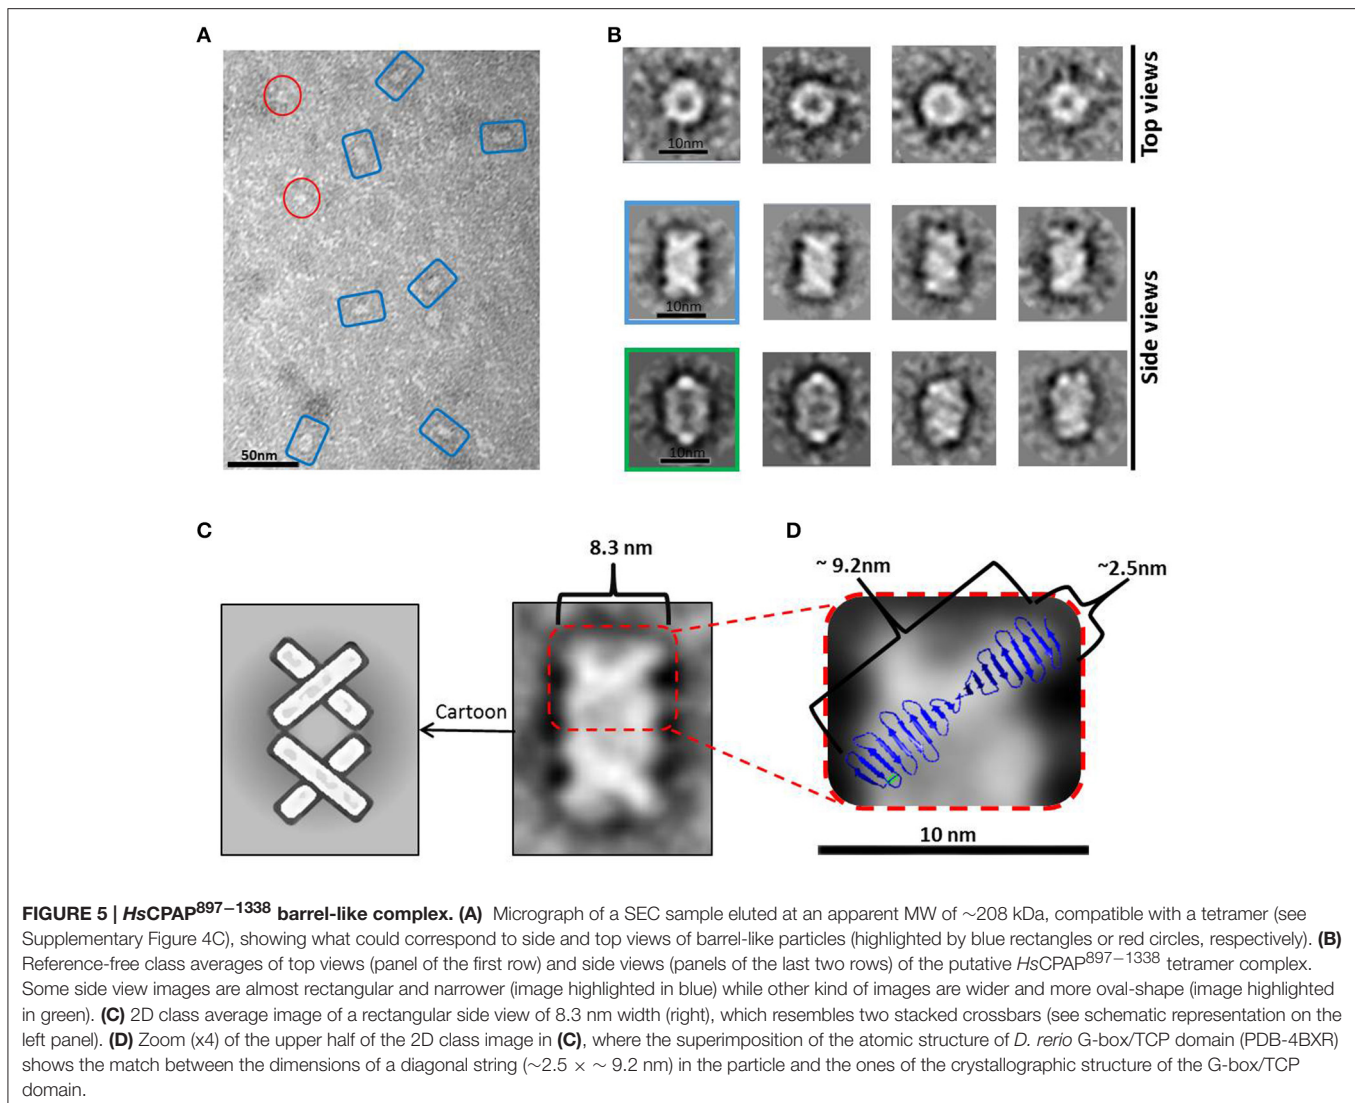 A
B
50nm
10nm
Top views
10nm
10nm
Side views
C
D
8.3 nm
~ 9.2nm
~2.5nm
Cartoon
10 nm
FIGURE 5 | HsCPAP897–1338 barrel-like complex. (A) Micrograph of a SEC sample eluted at an apparent MW of ~208 kDa, compatible with a tetramer (see
Supplementary Figure 4C), showing what could correspond to side and top views of barrel-like particles (highlighted by blue rectangles or red circles, respectively). (B)
Reference-free class averages of top views (panel of the first row) and side views (panels of the last two rows) of the putative HsCPAP897–1338 tetramer complex.
Some side view images are almost rectangular and narrower (image highlighted in blue) while other kind of images are wider and more oval-shape (image highlighted
in green). (C) 2D class average image of a rectangular side view of 8.3 nm width (right), which resembles two stacked crossbars (see schematic representation on the
left panel). (D) Zoom (x4) of the upper half of the 2D class image in (C), where the superimposition of the atomic structure of D. rerio G-box/TCP domain (PDB-4BXR)
shows the match between the dimensions of a diagonal string (~2.5 × ~ 9.2 nm) in the particle and the ones of the crystallographic structure of the G-box/TCP
domain.